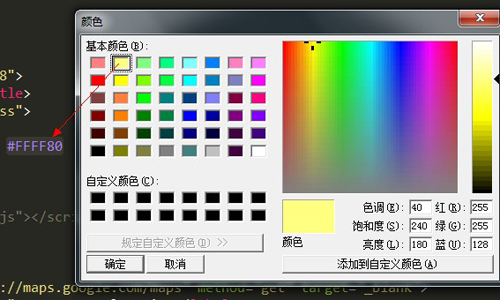 颜色
基本颜色(B):
8">
tle>
ss">
#FFFF80
自定义颜色(C):
js"></scri
规定自定义颜色(D) >>
确定
取消
颜色
色调(E): 40
红(R): 255
饱和度(S): 240
绿(G): 255
亮度(L): 180
蓝(U): 128
添加到自定义颜色(A)
://maps.google.com/maps" method="get" target="_blank">